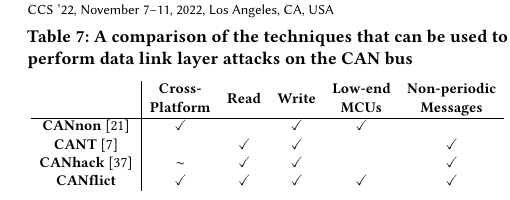 CCS ’22, November 7–11, 2022, Los Angeles, CA, USA
Table 7: A comparison of the techniques that can be used to
perform data link layer attacks on the CAN bus
Cross-Platform Read Write Low-end MCUs Non-periodic Messages
CANnon [21] ✓ ✓ ✓
CANT [7] ✓ ✓ ✓
CANhack [37] ~ ✓ ✓ ✓
CANflict ✓ ✓ ✓ ✓ ✓